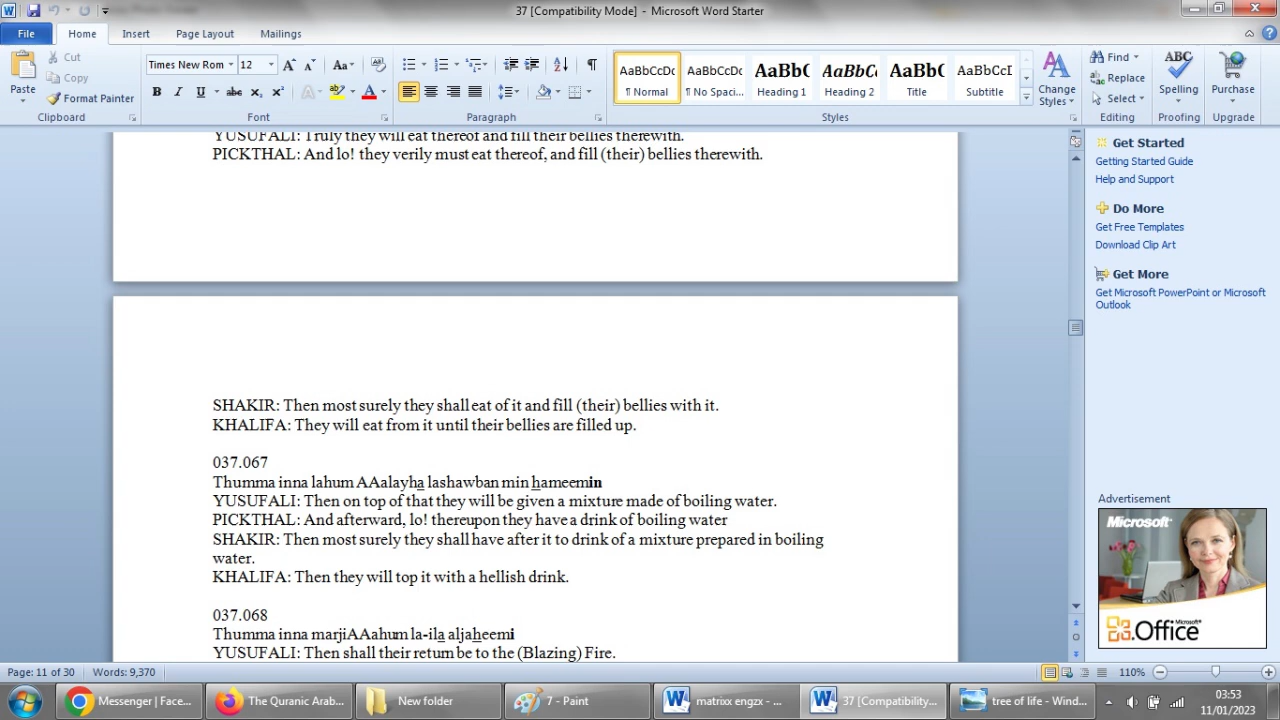 37 [Compatibility Mode] - Microsoft Word Starter
File Home Insert Page Layout Mailings
Paste
Cut
Copy
Format Painter
Clipboard
Times New Rom 12
Font
Paragraph
AaBbCcDc AaBbCcDc AaBbC AaBbCc AaBbC AaBbCcD
¶ Normal ¶ No Spaci... Heading 1 Heading 2 Title Subtitle
Styles
Change
Styles
Find
Replace
Select
Editing
Spelling
Proofing
Purchase
Upgrade
YUSUFALI: Truly they will eat thereof and fill their bellies therewith.
PICKTHAL: And lo! they verily must eat thereof, and fill (their) bellies therewith.
SHAKIR: Then most surely they shall eat of it and fill (their) bellies with it.
KHALIFA: They will eat from it until their bellies are filled up.
037.067
Thumma inna lahum AAalayha lashawban min hameemin
YUSUFALI: Then on top of that they will be given a mixture made of boiling water.
PICKTHAL: And afterward, lo! thereupon they have a drink of boiling water
SHAKIR: Then most surely they shall have after it to drink of a mixture prepared in boiling
water.
KHALIFA: Then they will top it with a hellish drink.
037.068
Thumma inna marjiAAahum la-ila aljaheemi
YUSUFALI: Then shall their return be to the (Blazing) Fire.
Get Started
Getting Started Guide
Help and Support
Do More
Get Free Templates
Download Clip Art
Get More
Get Microsoft PowerPoint or Microsoft
Outlook
Advertisement
Microsoft
Microsoft
Office
Page: 11 of 30 Words: 9,370 110%
Messenger | Face... The Quranic Arab... New folder 7 - Paint matrixx engzx - ... 37 [Compatibility... tree of life - Wind... 03:53
11/01/2023